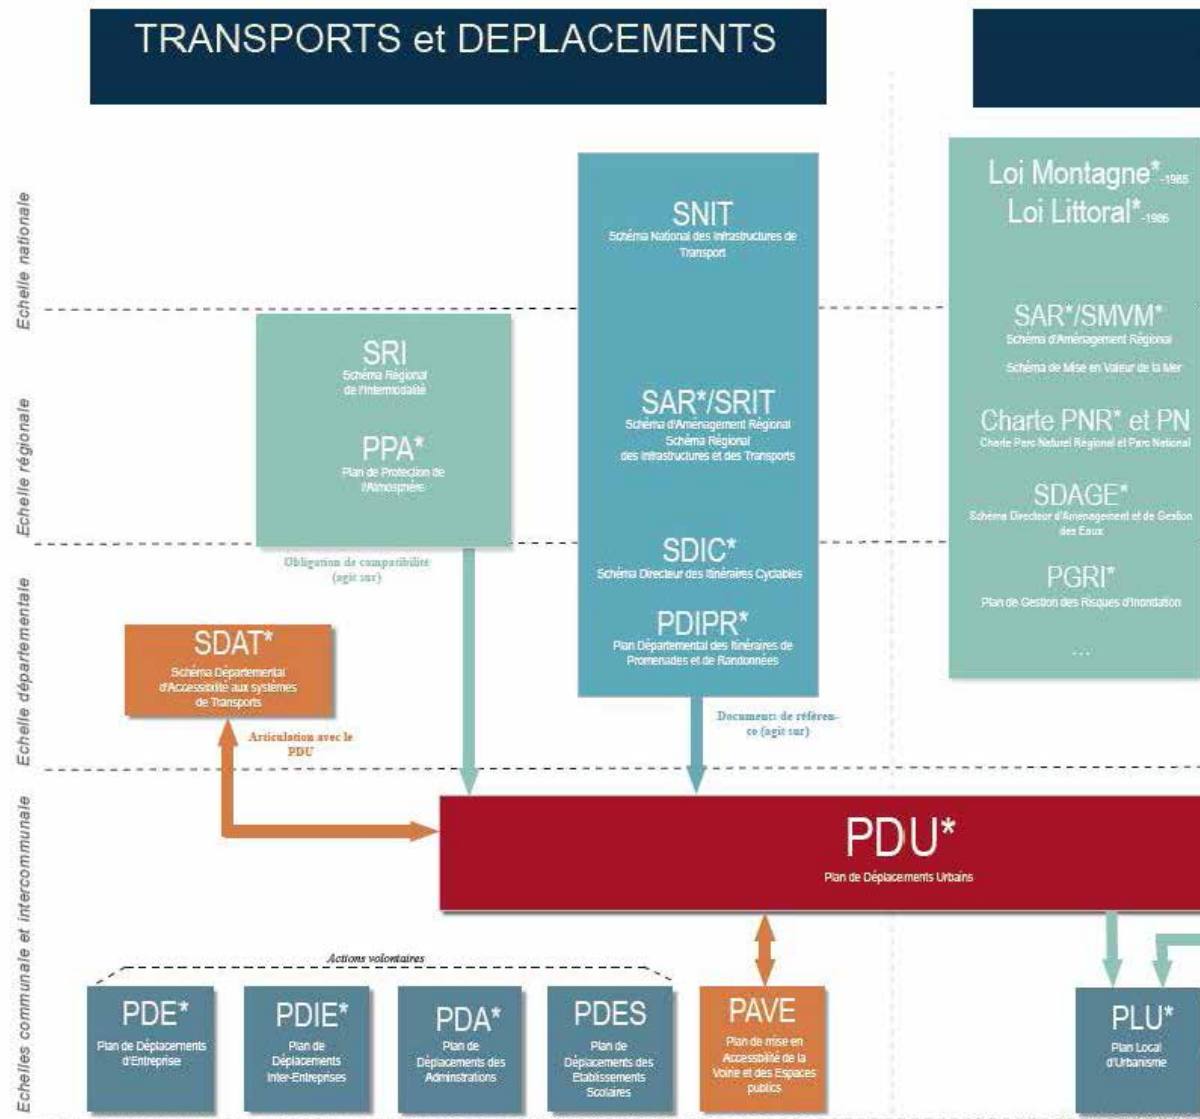 TRANSPORTS et DEPLACEMENTS
Echelle nationale
SNIT
Schéma National des Infrastructures de
Transport
Loi Montagne* -1985
Loi Littoral* -1986
Echelle régionale
SRI
Schéma Régional
de l'Intermodalité
PPA*
Plan de Protection de
l'Atmosphère
SAR*/SRIT
Schéma d'Aménagement Régional
Schéma Régional
des Infrastructures et des Transports
SAR*/SMVM*
Schéma d'Aménagement Régional
Schéma de Mise en Valeur de la Mer
Charte PNR* et PN
Charte Parc Naturel Régional et Parc National
SDAGE*
Schéma Directeur d'Aménagement et de Gestion
des Eaux
Echelle départementale
Obligation de compatibilité
(agit sur)
SDAT*
Schéma Départemental
d'Accessibilité aux systèmes
de Transports
Articulation avec le
PDU
SDIC*
Schéma Directeur des Itinéraires Cyclables
PDIPR*
Plan Départemental des Itinéraires de
Promenades et de Randonnées
Documents de référen-
ce (agit sur)
PGRI*
Plan de Gestion des Risques d'Inondation
...
Echelles communale et intercommunale
PDU*
Plan de Déplacements Urbains
Actions volontaires
PDE*
Plan de Déplacements
d'Entreprise
PDIE*
Plan de
Déplacements
Inter-Entreprises
PDA*
Plan de
Déplacements des
Adminstrations
PDES
Plan de
Déplacements des
Etablissements
Scolaires
PAVE
Plan de mise en
Accessibilité de la
Voirie et des Espaces
publics
PLU*
Plan Local
d'Urbanisme